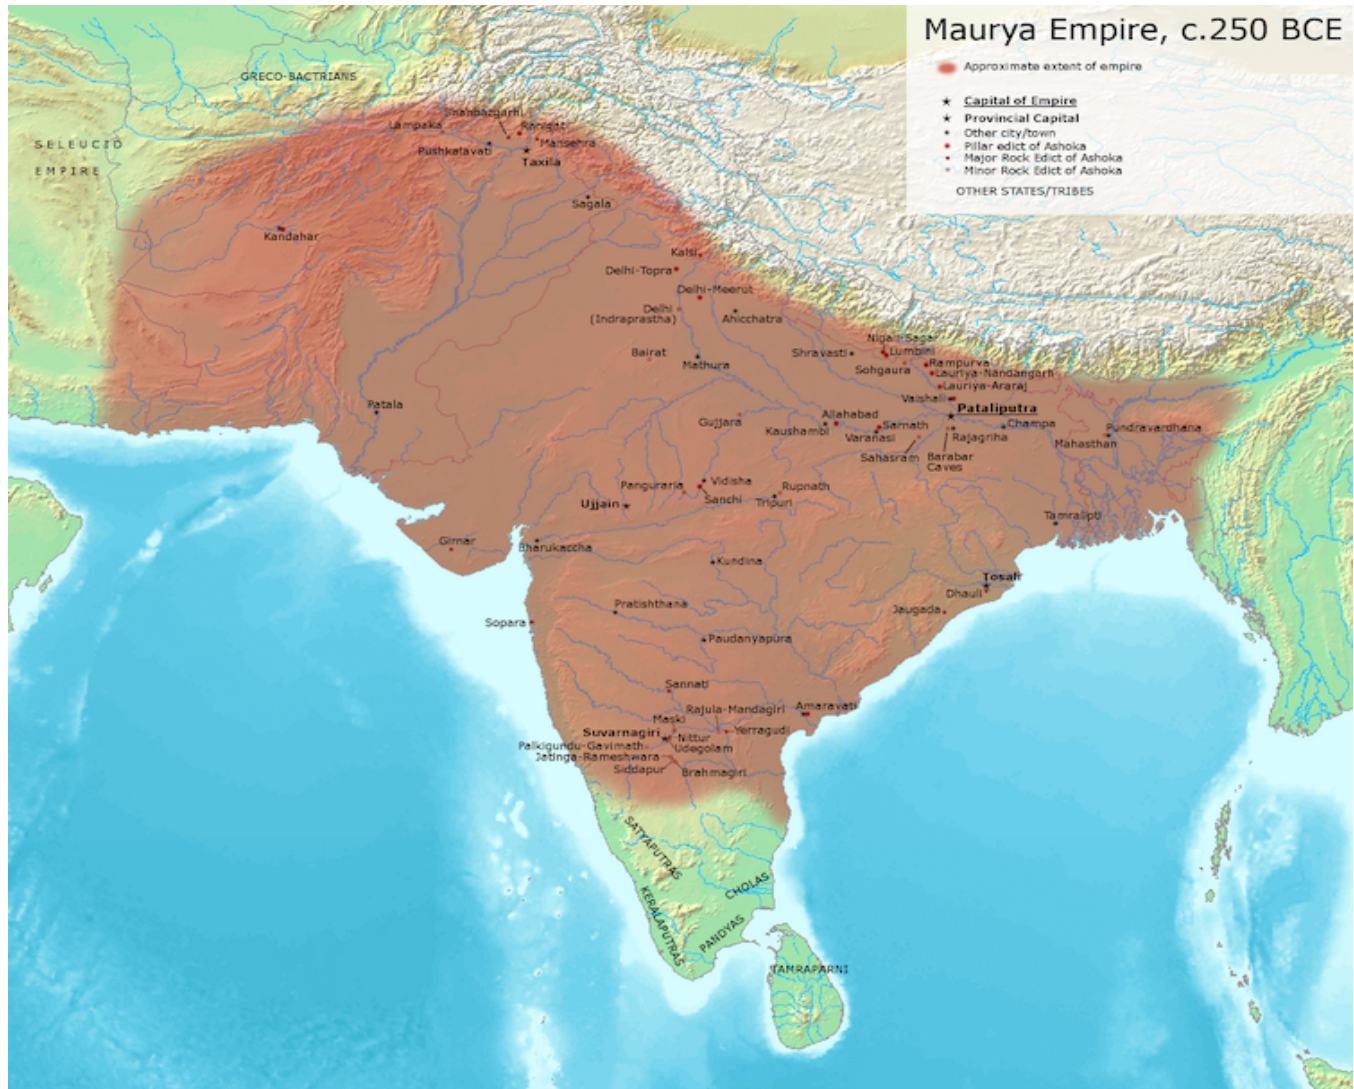 Maurya Empire, c.250 BCE
Approximate extent of empire
Capital of Empire
Provincial Capital
Other city/town
Pillar edict of Ashoka
Major Rock Edict of Ashoka
Minor Rock Edict of Ashoka
OTHER STATES/TRIBES
GRECO-BACTRIANS
SELEUCID
EMPIRE
Shahbazgarhi
Lampaka
Ranigat
Mansehra
Pushkalavati
Taxila
Sagala
Kandahar
Kalsi
Delhi-Topra
Delhi-Meerut
Delhi
(Indraprastha)
Ahicchatra
Bairat
Mathura
Shravasti
Nigali-Sagar
Lumbini
Sohgaura
Rampurva
Lauriya-Nandangarh
Lauriya-Araraj
Vaishali
Pataliputra
Patala
Gujjara
Allahabad
Kaushambi
Sarnath
Varanasi
Champa
Rajagriha
Pundravardhana
Mahasthan
Sahasram
Barabar
Caves
Panguraria
Vidisha
Sanchi
Rupnath
Tripuri
Ujjain
Tamralipti
Girnar
Bharukaccha
Kundina
Tosali
Dhauli
Jaugada
Pratishthana
Sopara
Paudanyapura
Sannati
Rajula-Mandagiri
Amaravati
Maski
Suvarnagiri
Nittur
Yerragudi
Palkigundu-Gavimath
Udegolam
Jatinga-Rameshwara
Siddapur
Brahmagiri
SATYAPUTRAS
CHOLAS
KERALAPUTRAS
PANDYAS
TAMRAPARNI